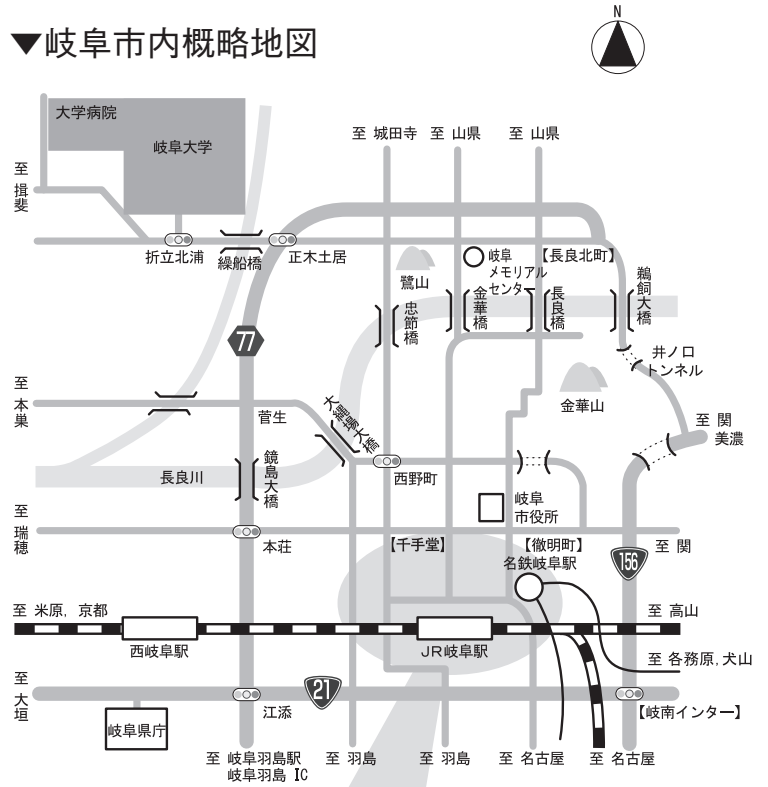 N
▼岐阜市内概略地図
大学病院
岐阜大学
至 城田寺
至 山県
至 山県
至 揖斐
折立北浦
繰船橋
正木土居
鷺山
岐阜
メモリアル
センター
【長良北町】
忠節橋
金華橋
長良橋
鵜飼大橋
77
井ノ口
トンネル
至 本巣
菅生
大縄場大橋
金華山
至 関
美濃
長良川
鏡島大橋
西野町
岐阜
市役所
至 瑞穂
本荘
【千手堂】
【徹明町】
至 関
名鉄岐阜駅
156
至 米原, 京都
至 高山
西岐阜駅
JR岐阜駅
至 各務原, 犬山
至 大垣
21
江添
【岐南インター】
岐阜県庁
至 岐阜羽島駅
岐阜羽島 IC
至 羽島
至 羽島
至 名古屋
至 名古屋